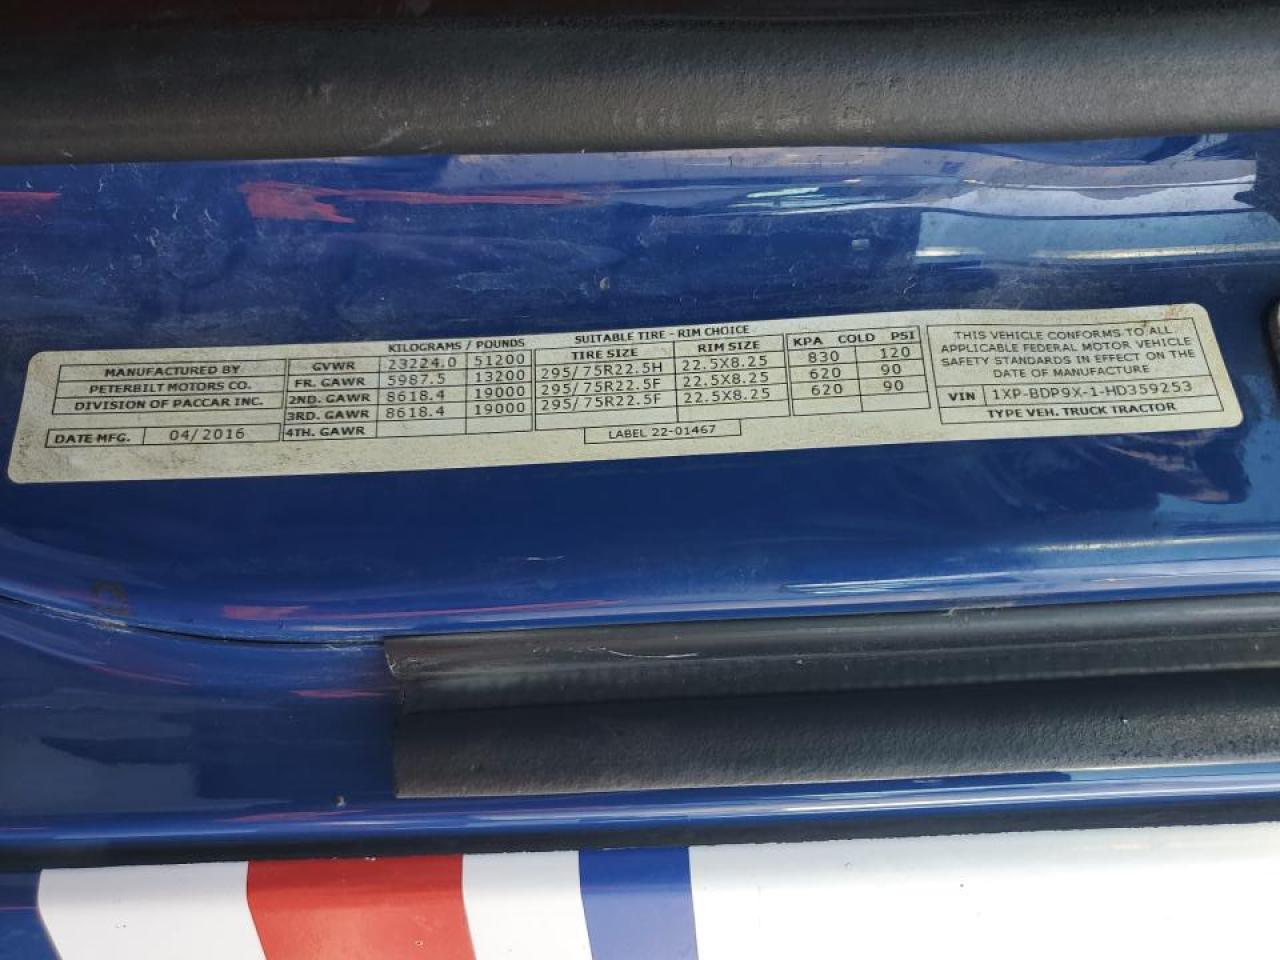 MANUFACTURED BY
PETERBILT MOTORS CO.
DIVISION OF PACCAR INC.
DATE MFG. 04/2016
KILOGRAMS / POUNDS
GVWR 23224.0 51200
FR. GAWR 5987.5 13200
2ND. GAWR 8618.4 19000
3RD. GAWR 8618.4 19000
4TH. GAWR
SUITABLE TIRE - RIM CHOICE
TIRE SIZE RIM SIZE
295/75R22.5H 22.5X8.25
295/75R22.5F 22.5X8.25
295/75R22.5F 22.5X8.25
LABEL 22-01467
KPA COLD PSI
830 120
620 90
620 90
THIS VEHICLE CONFORMS TO ALL
APPLICABLE FEDERAL MOTOR VEHICLE
SAFETY STANDARDS IN EFFECT ON THE
DATE OF MANUFACTURE
VIN 1XP-BDP9X-1-HD359253
TYPE VEH. TRUCK TRACTOR